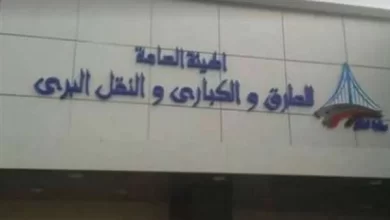 الهيئة العامة
للطرق و الكبارى و النقل البرى